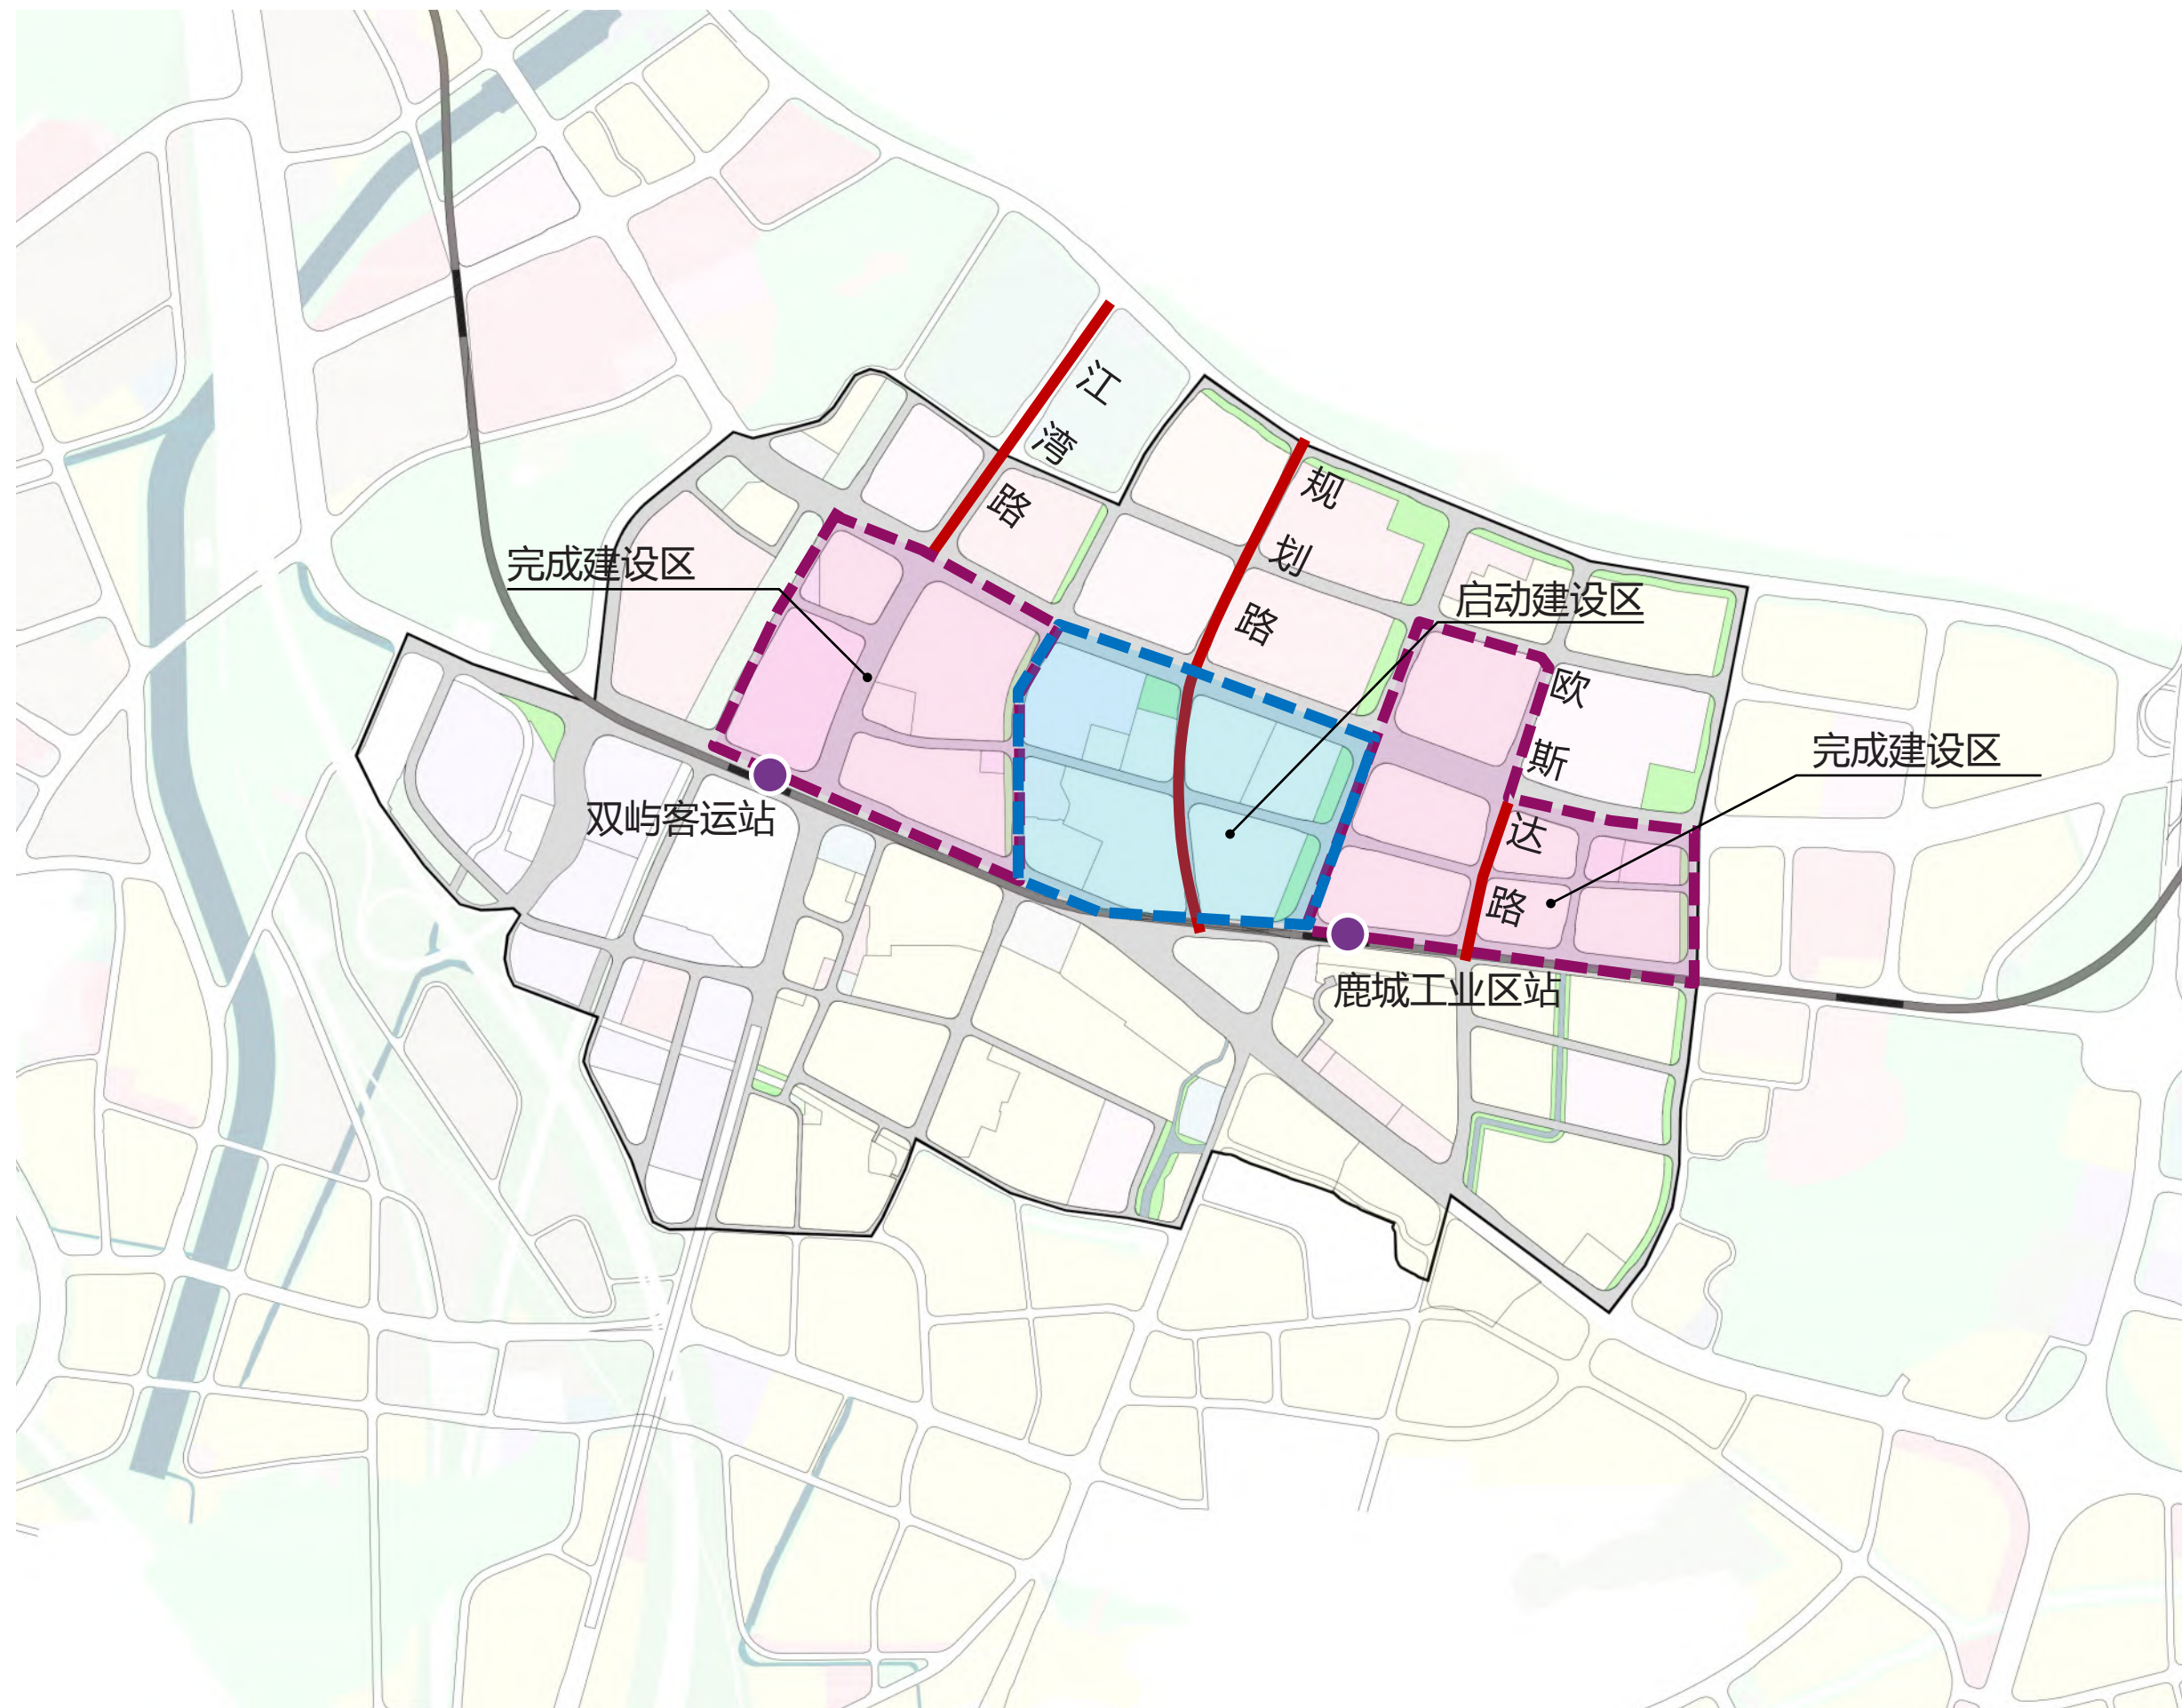 江湾路
规划路
完成建设区
启动建设区
欧斯达路
完成建设区
双屿客运站
鹿城工业区站